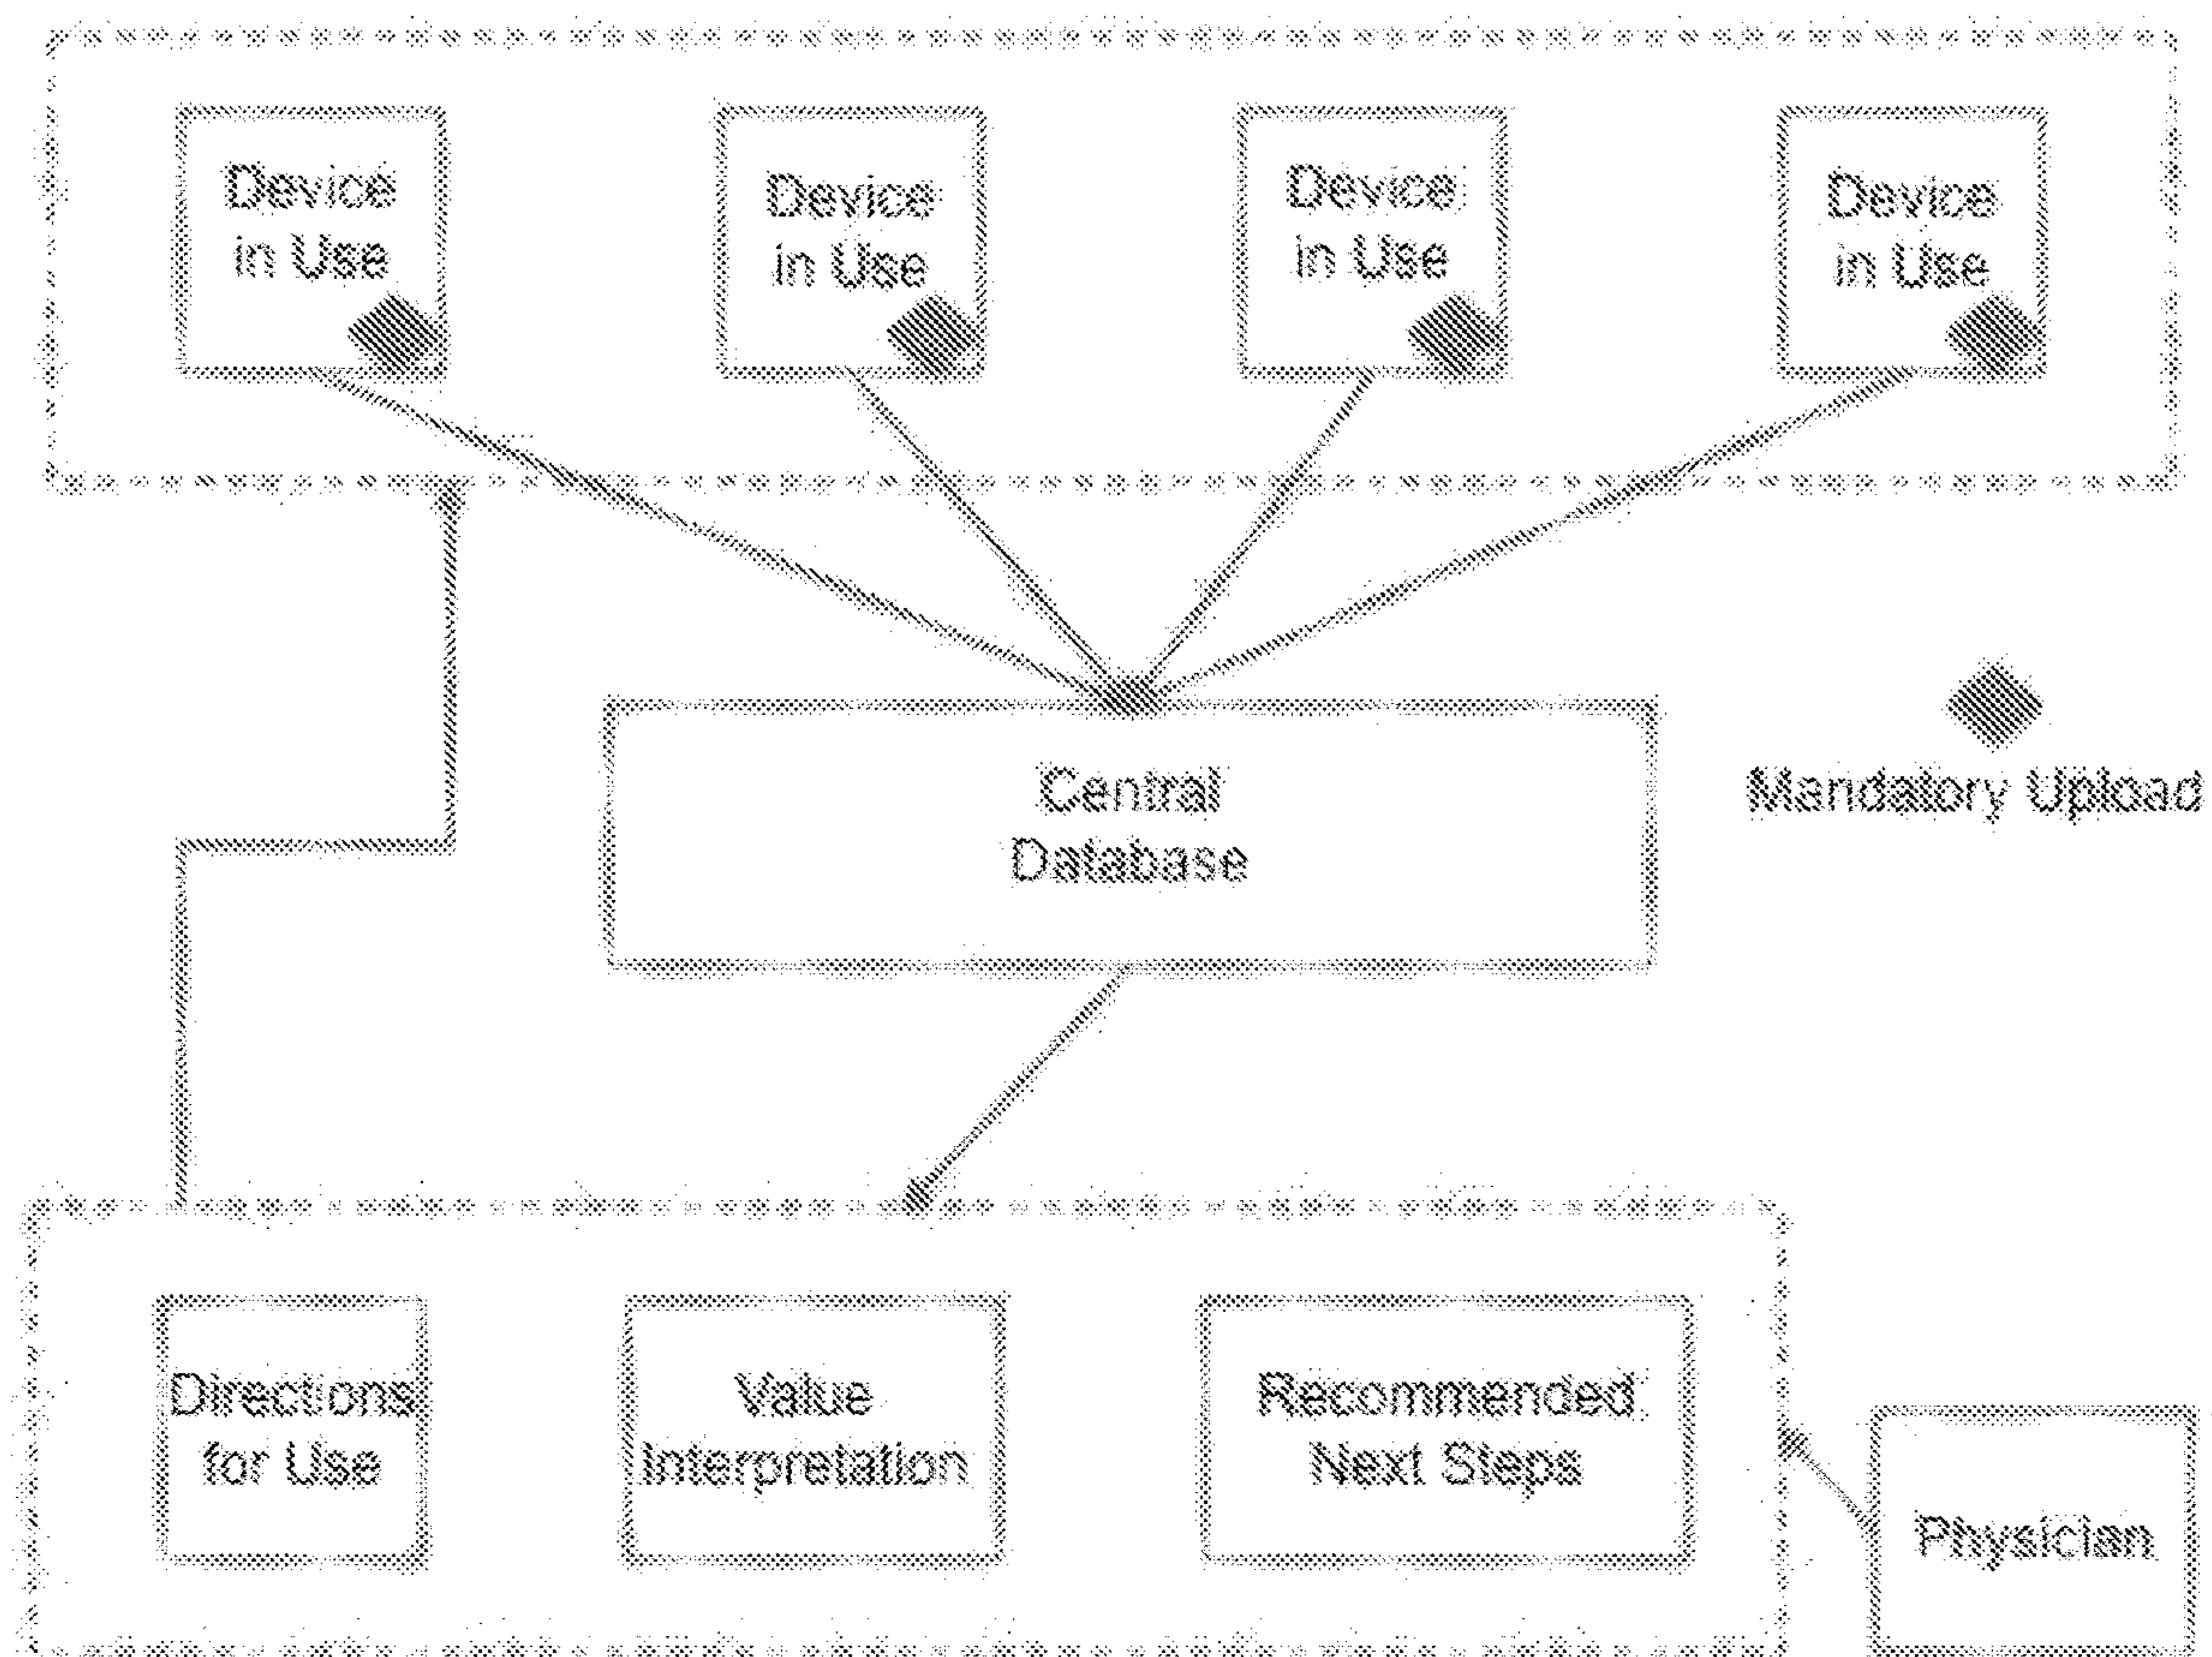 Device
in Use
Device
in Use
Device
in Use
Device
in Use
Central
Database
Mandatory Upload
Directions
for Use
Value
Interpretation
Recommended
Next Steps
Physician